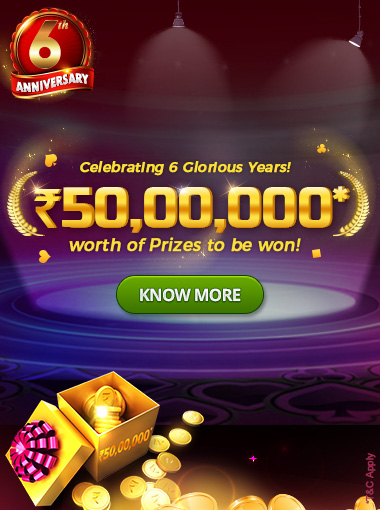 6th
ANNIVERSARY
Celebrating 6 Glorious Years!
₹50,00,000*
worth of Prizes to be won!
KNOW MORE
₹50,00,000*
T&C Apply